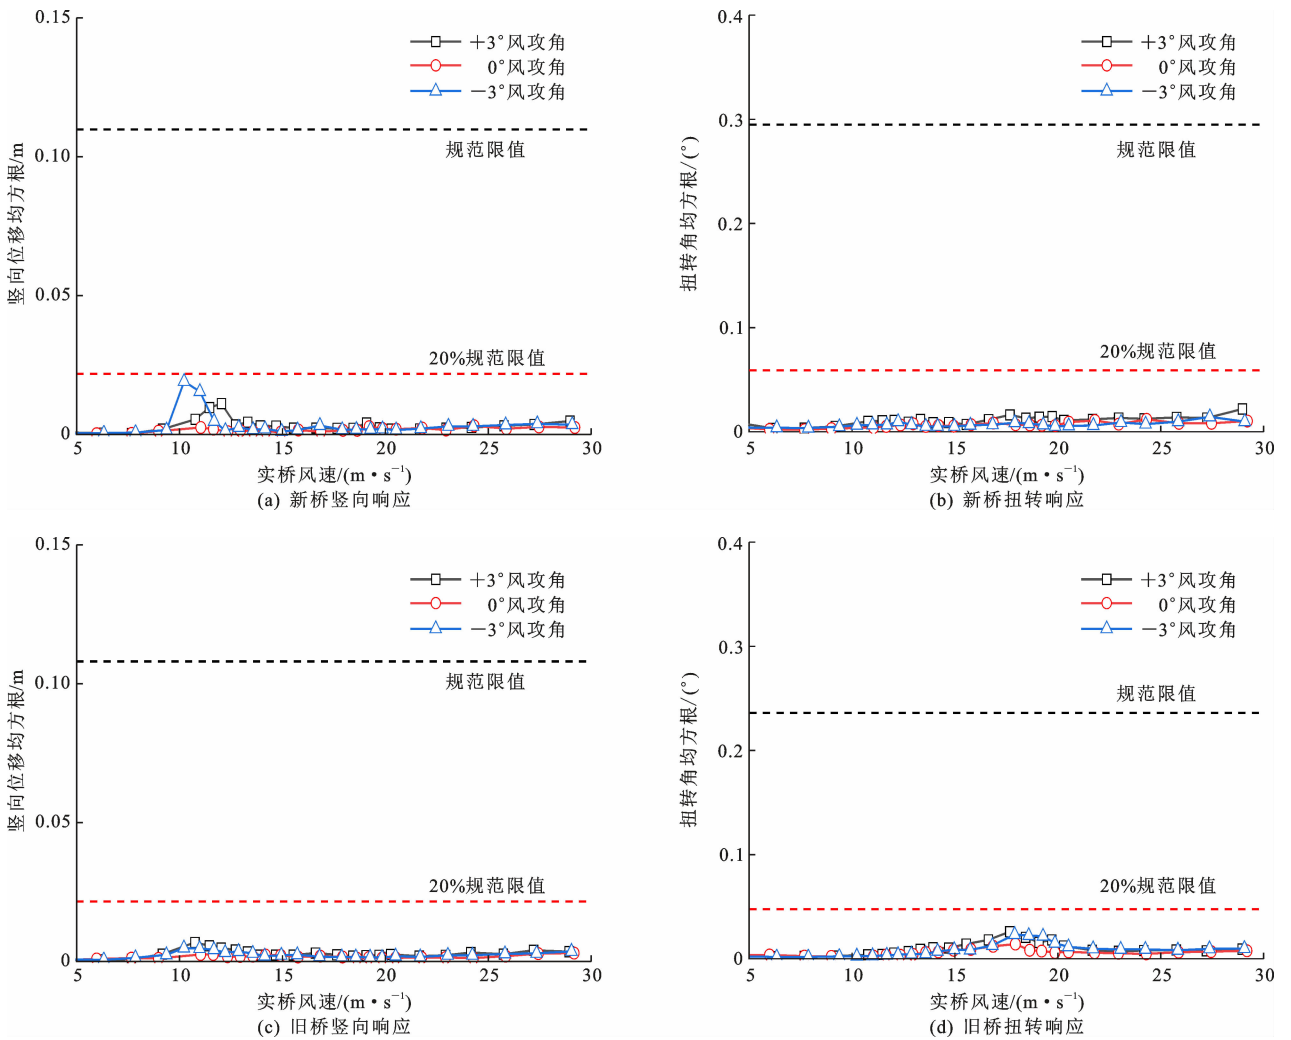 0.15
0.10
0.05
0
竖向位移均方根/m
+3°风攻角
0°风攻角
−3°风攻角
规范限值
20%规范限值
5 10 15 20 25 30
实桥风速/(m·s⁻¹)
(a) 新桥竖向响应
0.4
0.3
0.2
0.1
0
扭转角均方根/(°)
+3°风攻角
0°风攻角
−3°风攻角
规范限值
20%规范限值
5 10 15 20 25 30
实桥风速/(m·s⁻¹)
(b) 新桥扭转响应
0.15
0.10
0.05
0
竖向位移均方根/m
+3°风攻角
0°风攻角
−3°风攻角
规范限值
20%规范限值
5 10 15 20 25 30
实桥风速/(m·s⁻¹)
(c) 旧桥竖向响应
0.4
0.3
0.2
0.1
0
扭转角均方根/(°)
+3°风攻角
0°风攻角
−3°风攻角
规范限值
20%规范限值
5 10 15 20 25 30
实桥风速/(m·s⁻¹)
(d) 旧桥扭转响应